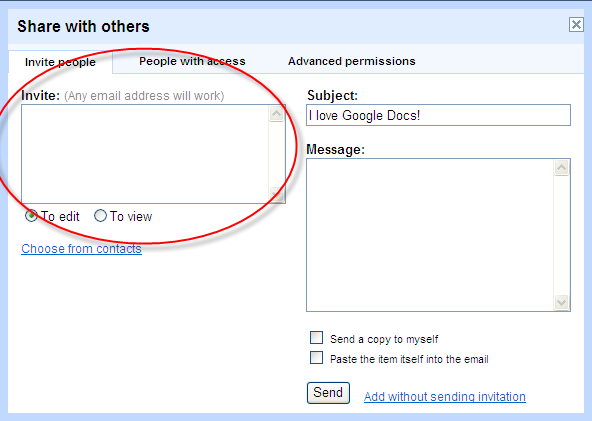 Share with others
Invite people People with access Advanced permissions
Invite: (Any email address will work)
To edit To view
Choose from contacts
Subject:
I love Google Docs!
Message:
Send a copy to myself
Paste the item itself into the email
Send Add without sending invitation